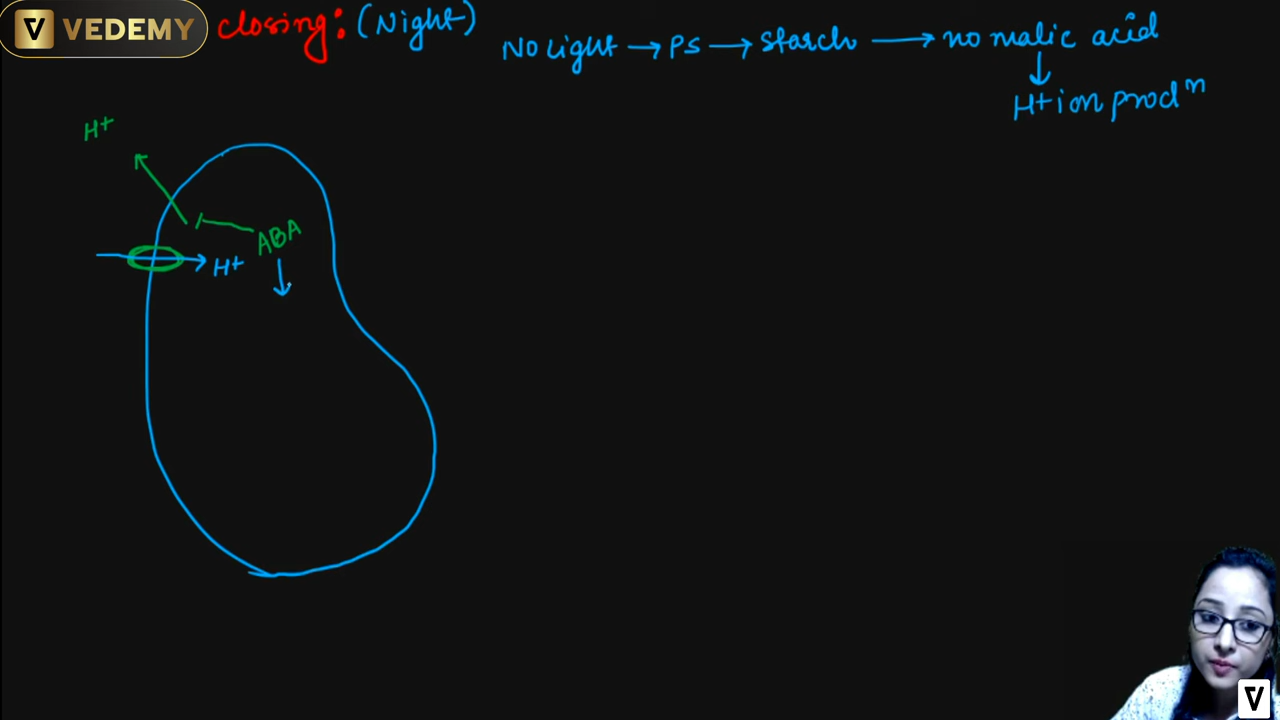 VEDEMY
closing: (Night)
No light → PS → starch → no malic acid
↓
H+ ion prodⁿ
H+
ABA
H+